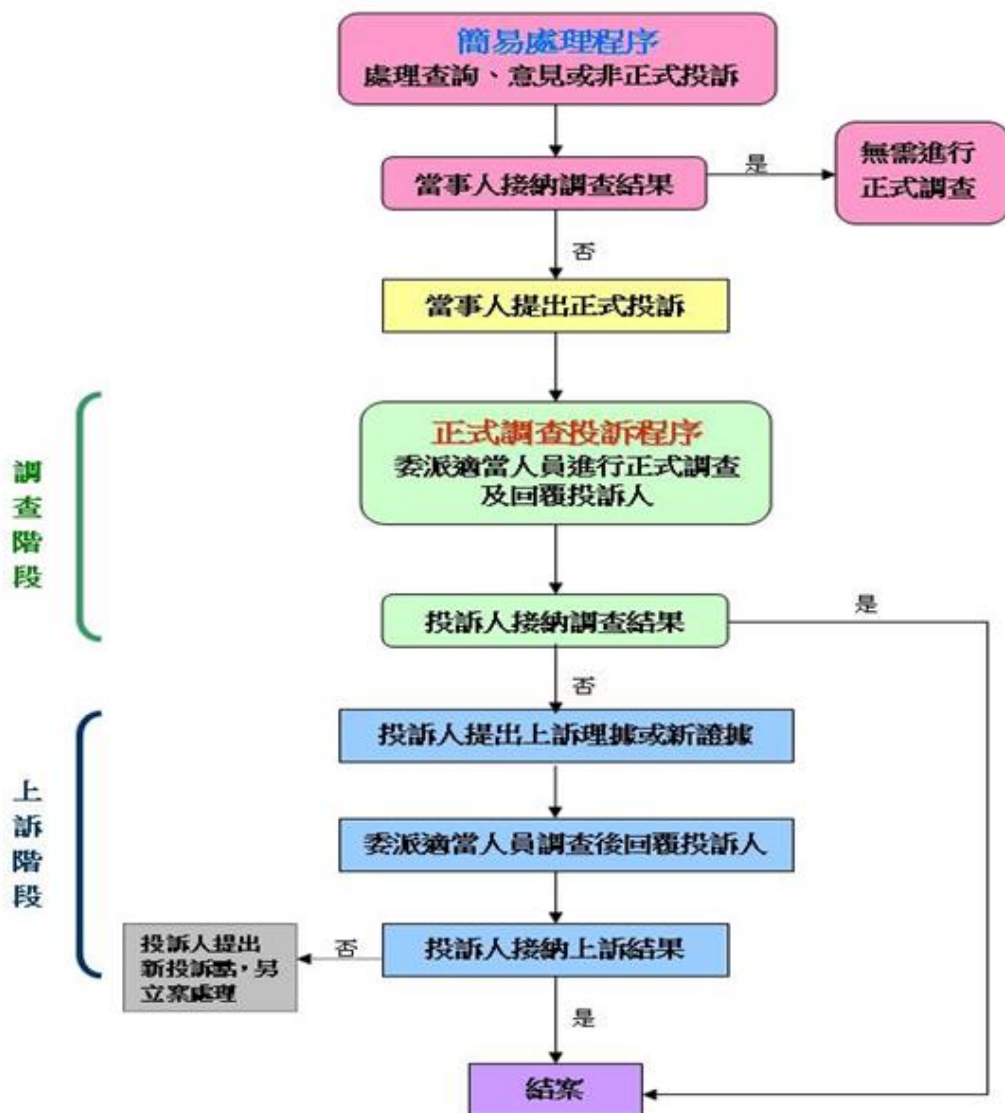 簡易處理程序
處理查詢、意見或非正式投訴
當事人接納調查結果
是
無需進行
正式調查
否
當事人提出正式投訴
調
查
階
段
正式調查投訴程序
委派適當人員進行正式調查
及回覆投訴人
投訴人接納調查結果
是
否
上
訴
階
段
投訴人提出上訴理據或新證據
委派適當人員調查後回覆投訴人
投訴人接納上訴結果
否
投訴人提出
新投訴點，另
立案處理
是
結案